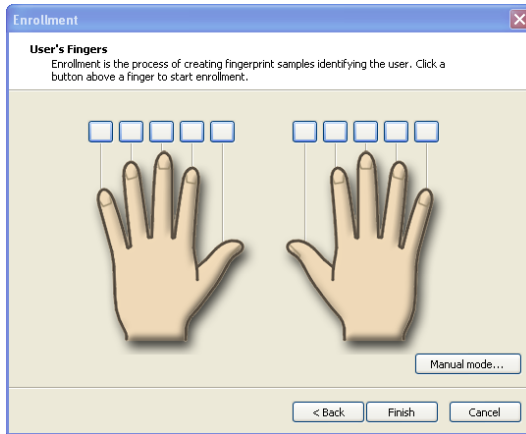 Enrollment
User's Fingers
Enrollment is the process of creating fingerprint samples identifying the user. Click a
button above a finger to start enrollment.
Manual mode...
< Back
Finish
Cancel